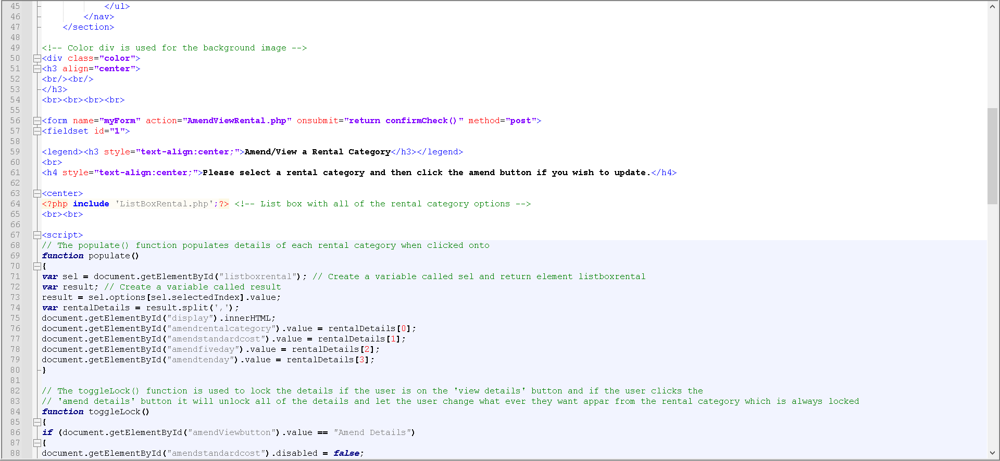 45 </ul>
46 </nav>
47 </section>
48
49 <!-- Color div is used for the background image -->
50 <div class="color">
51 <h3 align="center">
52 <br/><br/>
53 </h3>
54 <br><br><br><br>
55
56 <form name="myForm" action="AmendViewRental.php" onsubmit="return confirmCheck()" method="post">
57 <fieldset id="1">
58
59 <legend><h3 style="text-align:center;">Amend/View a Rental Category</h3></legend>
60 <br>
61 <h4 style="text-align:center;">Please select a rental category and then click the amend button if you wish to update.</h4>
62
63 <center>
64 <?php include 'ListBoxRental.php';?> <!-- List box with all of the rental category options -->
65 <br><br>
66
67 <script>
68 // The populate() function populates details of each rental category when clicked onto
69 function populate()
70 {
71 var sel = document.getElementById("listboxrental"); // Create a variable called sel and return element listboxrental
72 var result; // Create a variable called result
73 result = sel.options[sel.selectedIndex].value;
74 var rentalDetails = result.split(',');
75 document.getElementById("display").innerHTML;
76 document.getElementById("amendrentalcategory").value = rentalDetails[0];
77 document.getElementById("amendstandardcost").value = rentalDetails[1];
78 document.getElementById("amendfiveday").value = rentalDetails[2];
79 document.getElementById("amendtenday").value = rentalDetails[3];
80 }
81
82 // The toggleLock() function is used to lock the details if the user is on the 'view details' button and if the user clicks the
83 // 'amend details' button it will unlock all of the details and let the user change what ever they want appar from the rental category which is always locked
84 function toggleLock()
85 {
86 if (document.getElementById("amendViewbutton").value == "Amend Details")
87 {
88 document.getElementById("amendstandardcost").disabled = false;